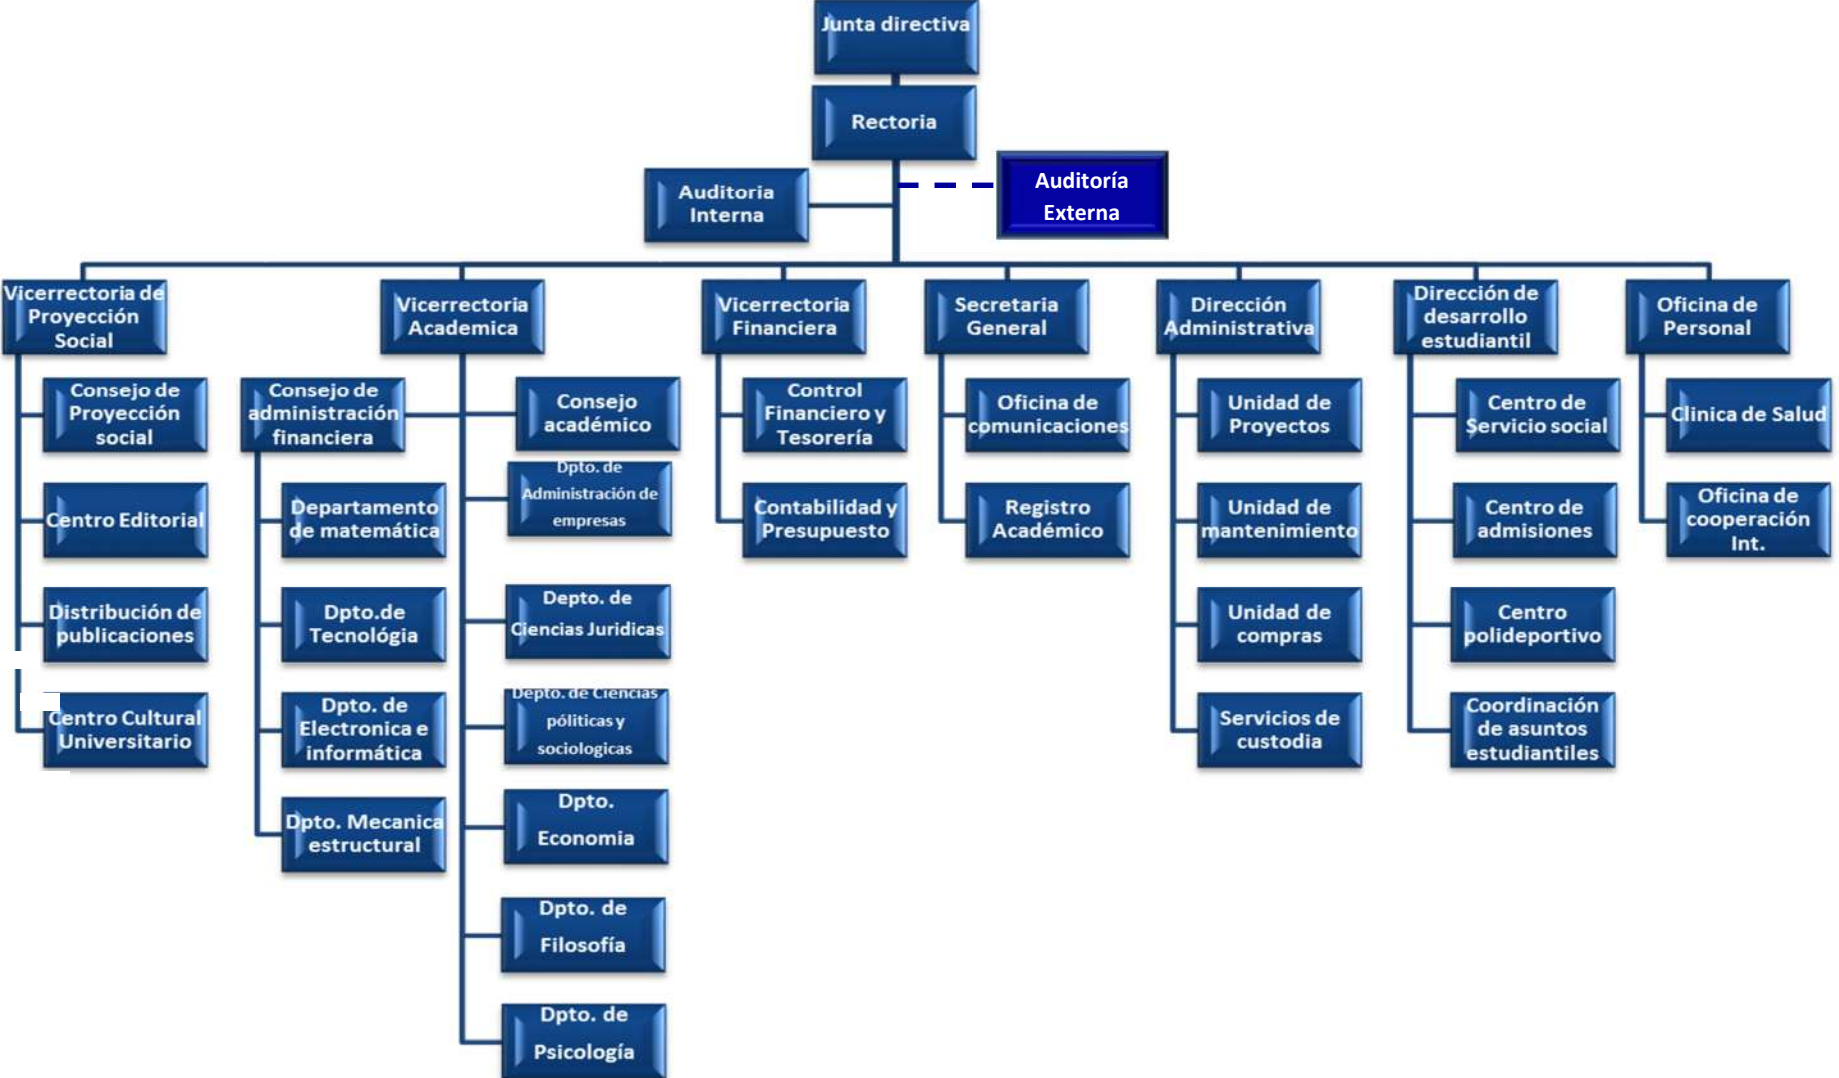 Junta directiva
Rectoria
Auditoria
Interna
Auditoría
Externa
Vicerrectoria de
Proyección
Social
Vicerrectoria
Academica
Vicerrectoria
Financiera
Secretaria
General
Dirección
Administrativa
Dirección de
desarrollo
estudiantil
Oficina de
Personal
Consejo de
Proyección
social
Centro Editorial
Distribución de
publicaciones
Centro Cultural
Universitario
Consejo de
administración
financiera
Departamento
de matemática
Dpto.de
Tecnológia
Dpto. de
Electronica e
informática
Dpto. Mecanica
estructural
Consejo
académico
Dpto. de
Administración de
empresas
Depto. de
Ciencias Juridicas
Depto. de Ciencias
póliticas y
sociologicas
Dpto.
Economia
Dpto. de
Filosofía
Dpto. de
Psicología
Control
Financiero y
Tesorería
Contabilidad y
Presupuesto
Oficina de
comunicaciones
Registro
Académico
Unidad de
Proyectos
Unidad de
mantenimiento
Unidad de
compras
Servicios de
custodia
Centro de
Servicio social
Centro de
admisiones
Centro
polideportivo
Coordinación
de asuntos
estudiantiles
Clinica de Salud
Oficina de
cooperación
Int.